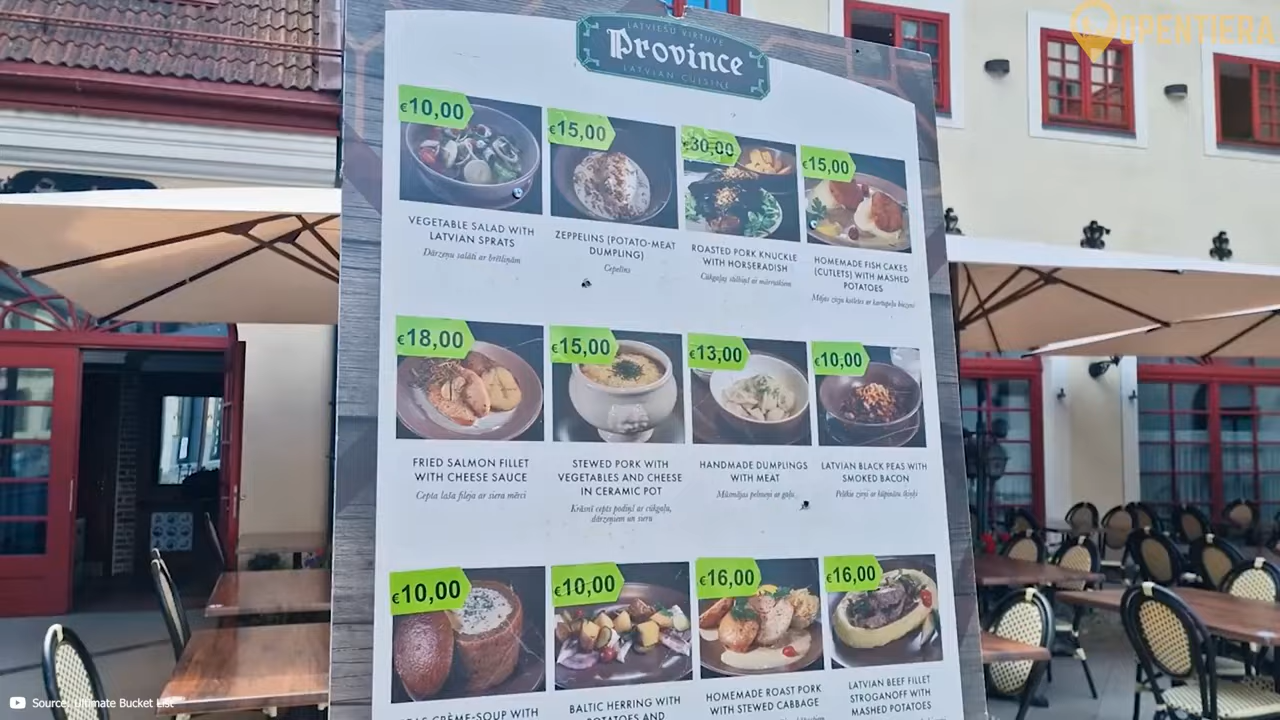 OPENTIERA
LATVIEŠU VIRTUVE
Province
LATVIAN CUISINE
€10,00
€15,00
€30,00
€15,00
VEGETABLE SALAD WITH
LATVIAN SPRATS
Dārzeņu salāti ar brētliņām
ZEPPELINS (POTATO-MEAT
DUMPLING)
Cepelīns
ROASTED PORK KNUCKLE
WITH HORSERADISH
Cūkgaļas stilbiņš ar mārrutkiem
HOMEMADE FISH CAKES
(CUTLETS) WITH MASHED
POTATOES
Mājas zivju kotletes ar kartupeļu biezeni
€18,00
€15,00
€13,00
€10,00
FRIED SALMON FILLET
WITH CHEESE SAUCE
Cepta laša fileja ar siera mērci
STEWED PORK WITH
VEGETABLES AND CHEESE
IN CERAMIC POT
Krāsnī cepts podiņš ar cūkgaļu,
dārzeņiem un sieru
HANDMADE DUMPLINGS
WITH MEAT
pelmeņi ar gaļu
LATVIAN BLACK PEAS WITH
SMOKED BACON
Pelēkie zirņi ar kūpinātu šķiņķi
€10,00
€10,00
€16,00
€16,00
CRÈME-SOUP WITH
BALTIC HERRING WITH
POTATOES AND
HOMEMADE ROAST PORK
WITH STEWED CABBAGE
LATVIAN BEEF FILLET
STROGANOFF WITH
MASHED POTATOES
Source: Ultimate Bucket List